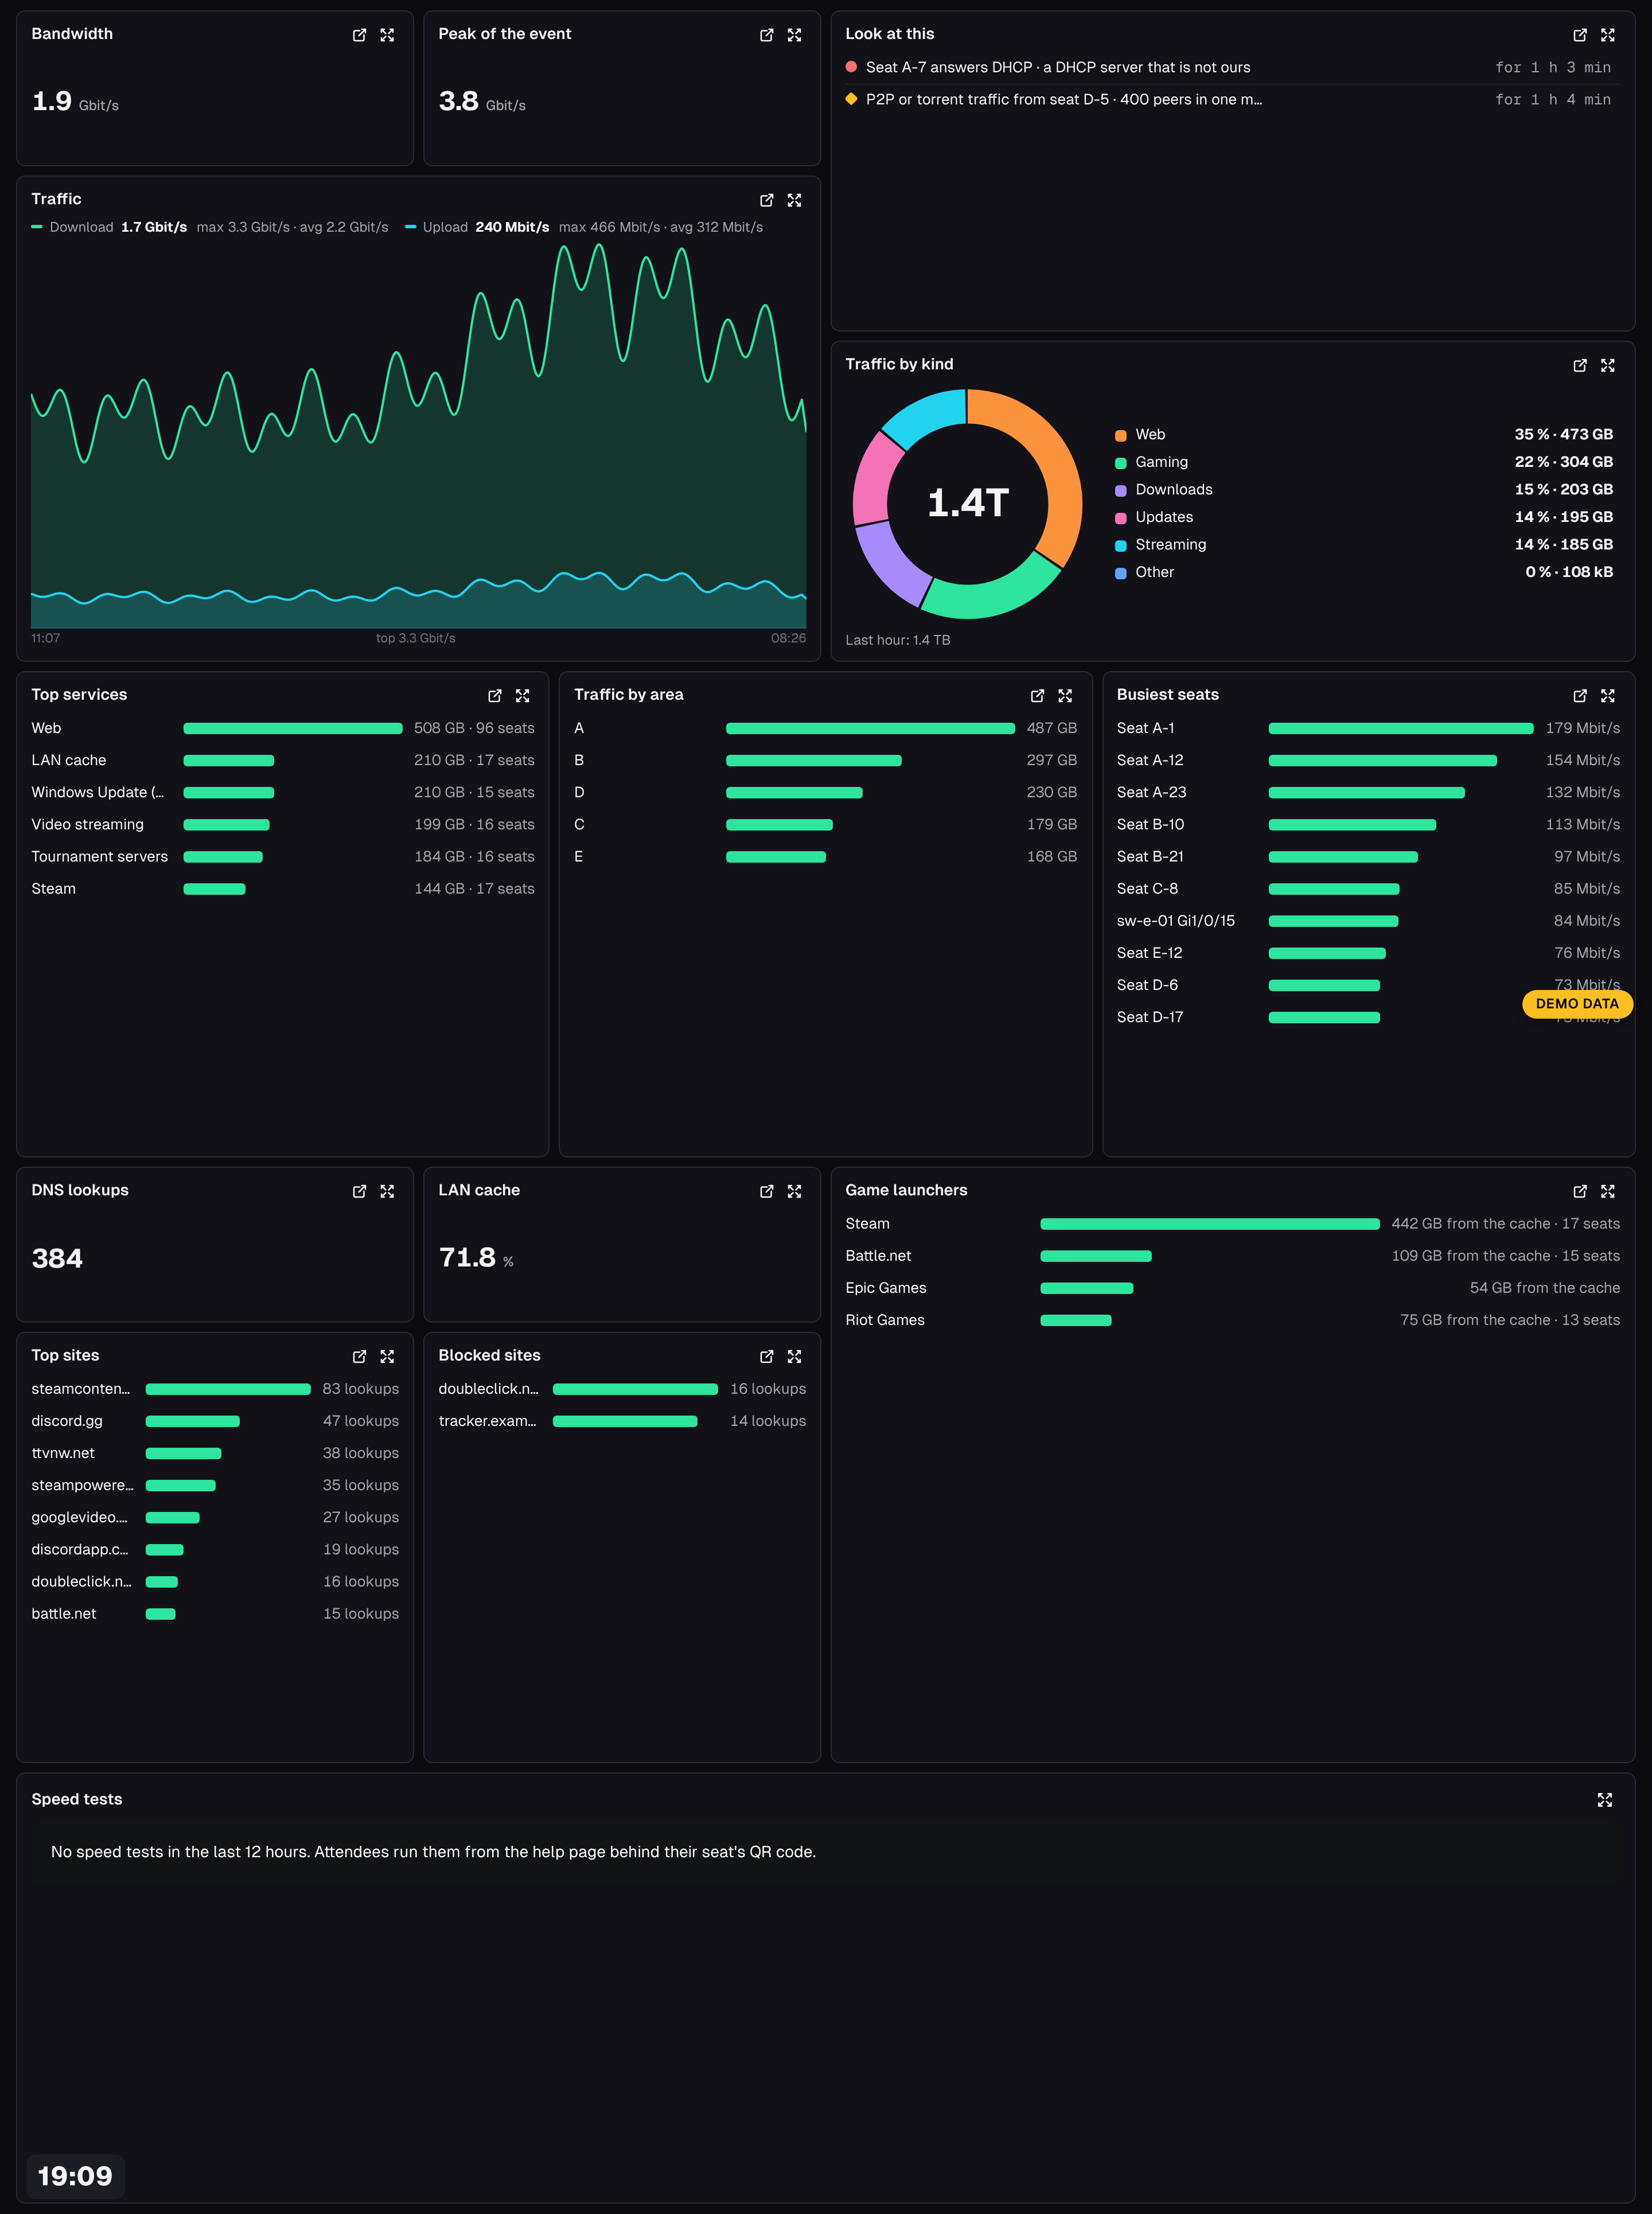 Bandwidth
1.9 Gbit/s
Peak of the event
3.8 Gbit/s
Look at this
Seat A-7 answers DHCP · a DHCP server that is not ours for 1 h 3 min
P2P or torrent traffic from seat D-5 · 400 peers in one m... for 1 h 4 min
Traffic
Download 1.7 Gbit/s max 3.3 Gbit/s · avg 2.2 Gbit/s Upload 240 Mbit/s max 466 Mbit/s · avg 312 Mbit/s
11:07 top 3.3 Gbit/s 08:26
Traffic by kind
1.4T
Web 35 % · 473 GB
Gaming 22 % · 304 GB
Downloads 15 % · 203 GB
Updates 14 % · 195 GB
Streaming 14 % · 185 GB
Other 0 % · 108 kB
Last hour: 1.4 TB
Top services
Web 508 GB · 96 seats
LAN cache 210 GB · 17 seats
Windows Update (... 210 GB · 15 seats
Video streaming 199 GB · 16 seats
Tournament servers 184 GB · 16 seats
Steam 144 GB · 17 seats
Traffic by area
A 487 GB
B 297 GB
D 230 GB
C 179 GB
E 168 GB
Busiest seats
Seat A-1 179 Mbit/s
Seat A-12 154 Mbit/s
Seat A-23 132 Mbit/s
Seat B-10 113 Mbit/s
Seat B-21 97 Mbit/s
Seat C-8 85 Mbit/s
sw-e-01 Gi1/0/15 84 Mbit/s
Seat E-12 76 Mbit/s
Seat D-6 73 Mbit/s
DEMO DATA
Seat D-17
DNS lookups
384
LAN cache
71.8 %
Game launchers
Steam 442 GB from the cache · 17 seats
Battle.net 109 GB from the cache · 15 seats
Epic Games 54 GB from the cache
Riot Games 75 GB from the cache · 13 seats
Top sites
steamconten... 83 lookups
discord.gg 47 lookups
ttvnw.net 38 lookups
steampowere... 35 lookups
googlevideo.... 27 lookups
discordapp.c... 19 lookups
doubleclick.n... 16 lookups
battle.net 15 lookups
Blocked sites
doubleclick.n... 16 lookups
tracker.exam... 14 lookups
Speed tests
No speed tests in the last 12 hours. Attendees run them from the help page behind their seat's QR code.
19:09